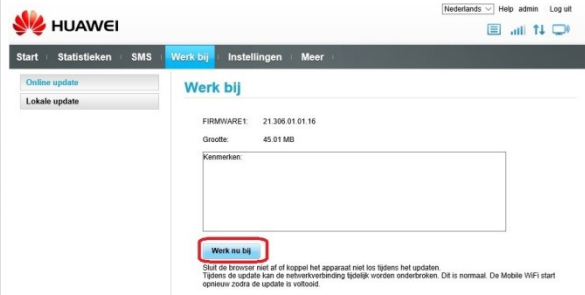 Nederlands Help admin Log uit
HUAWEI
Start Statistieken SMS Werk bij Instellingen Meer
Online update
Lokale update
Werk bij
FIRMWARE1: 21.306.01.01.16
Grootte: 45.01 MB
Kenmerken:
Werk nu bij
Sluit de browser niet af of koppel het apparaat niet los tijdens het updaten.
Tijdens de update kan de netwerkverbinding tijdelijk worden onderbroken. Dit is normaal. De Mobile WiFi start
opnieuw zodra de update is voltooid.